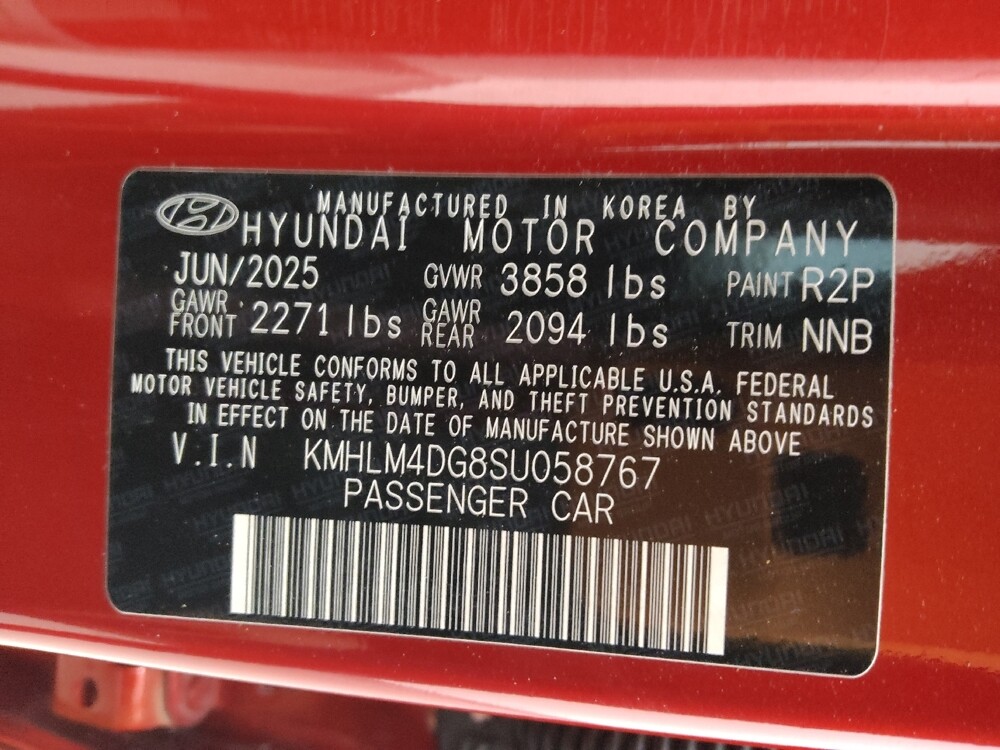 MANUFACTURED IN KOREA BY
HYUNDAI MOTOR COMPANY
JUN/2025 GVWR 3858 lbs PAINT R2P
GAWR FRONT 2271 lbs GAWR REAR 2094 lbs TRIM NNB
THIS VEHICLE CONFORMS TO ALL APPLICABLE U.S.A. FEDERAL
MOTOR VEHICLE SAFETY, BUMPER, AND THEFT PREVENTION STANDARDS
IN EFFECT ON THE DATE OF MANUFACTURE SHOWN ABOVE
V.I.N KMHLM4DG8SU058767
PASSENGER CAR